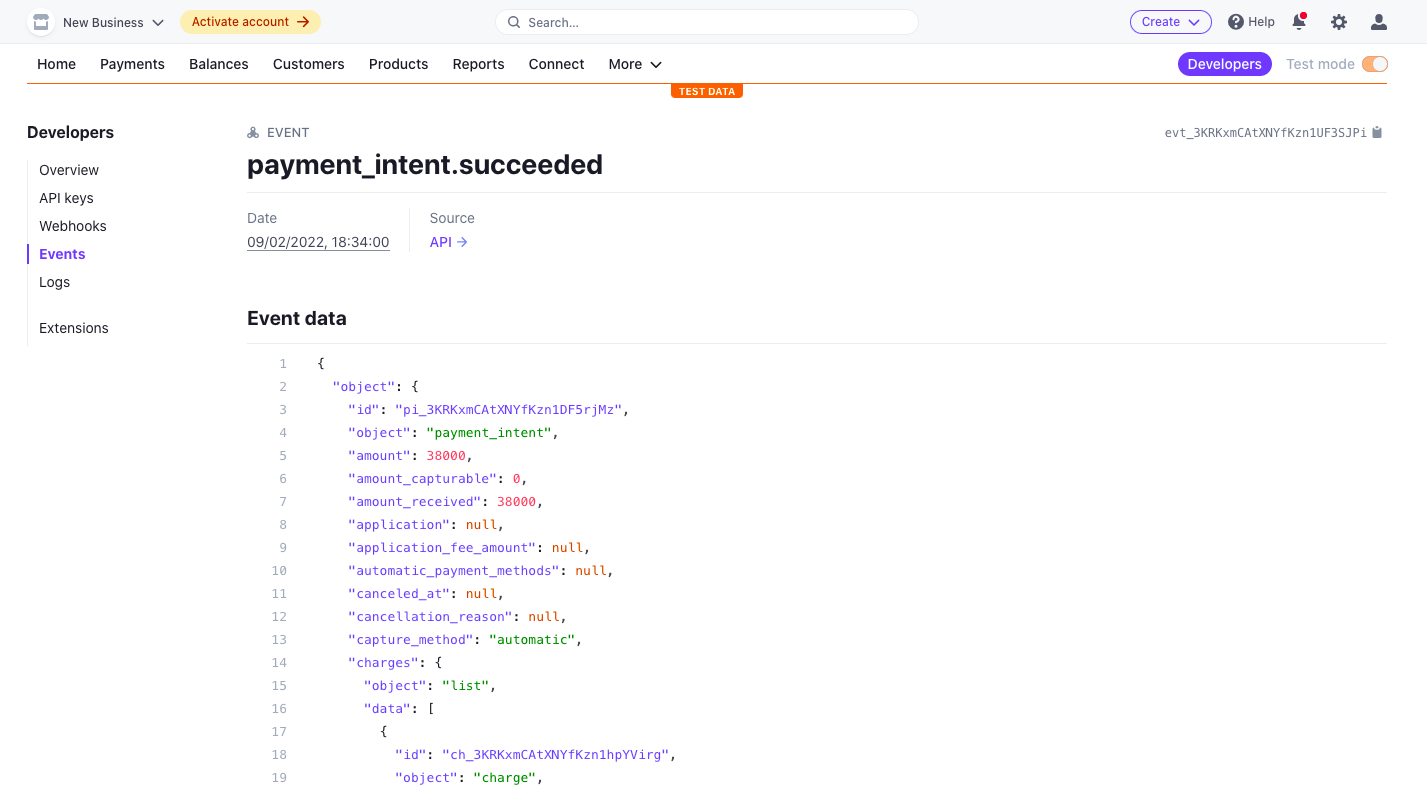 New Business
Activate account →
Search...
Create
Help
Home Payments Balances Customers Products Reports Connect More
Developers Test mode
TEST DATA
Developers
Overview
API keys
Webhooks
Events
Logs
Extensions
EVENT
evt_3KRKxmCAtXNYfKzn1UF3SJPi
payment_intent.succeeded
Date
09/02/2022, 18:34:00
Source
API →
Event data
1 {
2 "object": {
3 "id": "pi_3KRKxmCAtXNYfKzn1DF5rjMz",
4 "object": "payment_intent",
5 "amount": 38000,
6 "amount_capturable": 0,
7 "amount_received": 38000,
8 "application": null,
9 "application_fee_amount": null,
10 "automatic_payment_methods": null,
11 "canceled_at": null,
12 "cancellation_reason": null,
13 "capture_method": "automatic",
14 "charges": {
15 "object": "list",
16 "data": [
17 {
18 "id": "ch_3KRKxmCAtXNYfKzn1hpYVirg",
19 "object": "charge",